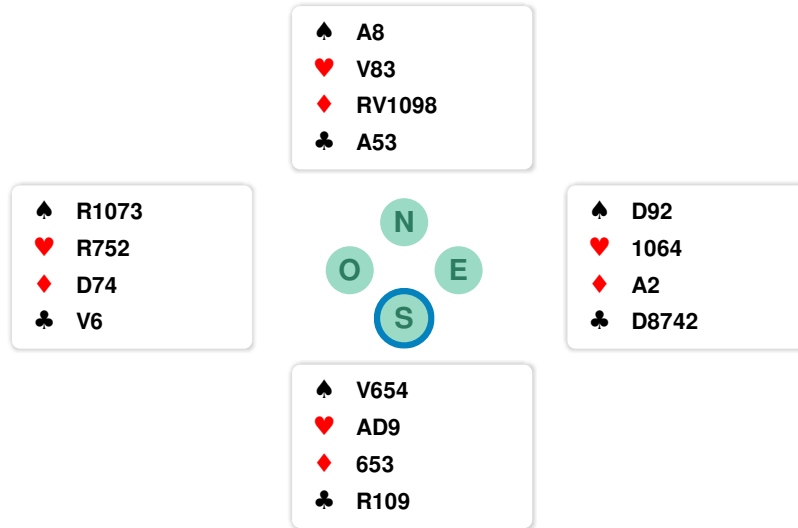 ♠ A8
♥ V83
♦ RV1098
♣ A53
♠ R1073
♥ R752
♦ D74
♣ V6
N
O E
S
♠ D92
♥ 1064
♦ A2
♣ D8742
♠ V654
♥ AD9
♦ 653
♣ R109